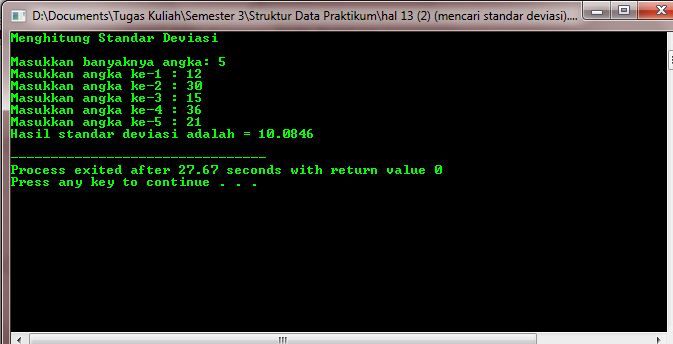 D:\Documents\Tugas Kuliah\Semester 3\Struktur Data Praktikum\hal 13 (2) (mencari standar deviasi)....
Menghitung Standar Deviasi
Masukkan banyaknya angka: 5
Masukkan angka ke-1 : 12
Masukkan angka ke-2 : 30
Masukkan angka ke-3 : 15
Masukkan angka ke-4 : 36
Masukkan angka ke-5 : 21
Hasil standar deviasi adalah = 10.0846
--------------------------------
Process exited after 27.67 seconds with return value 0
Press any key to continue . . .